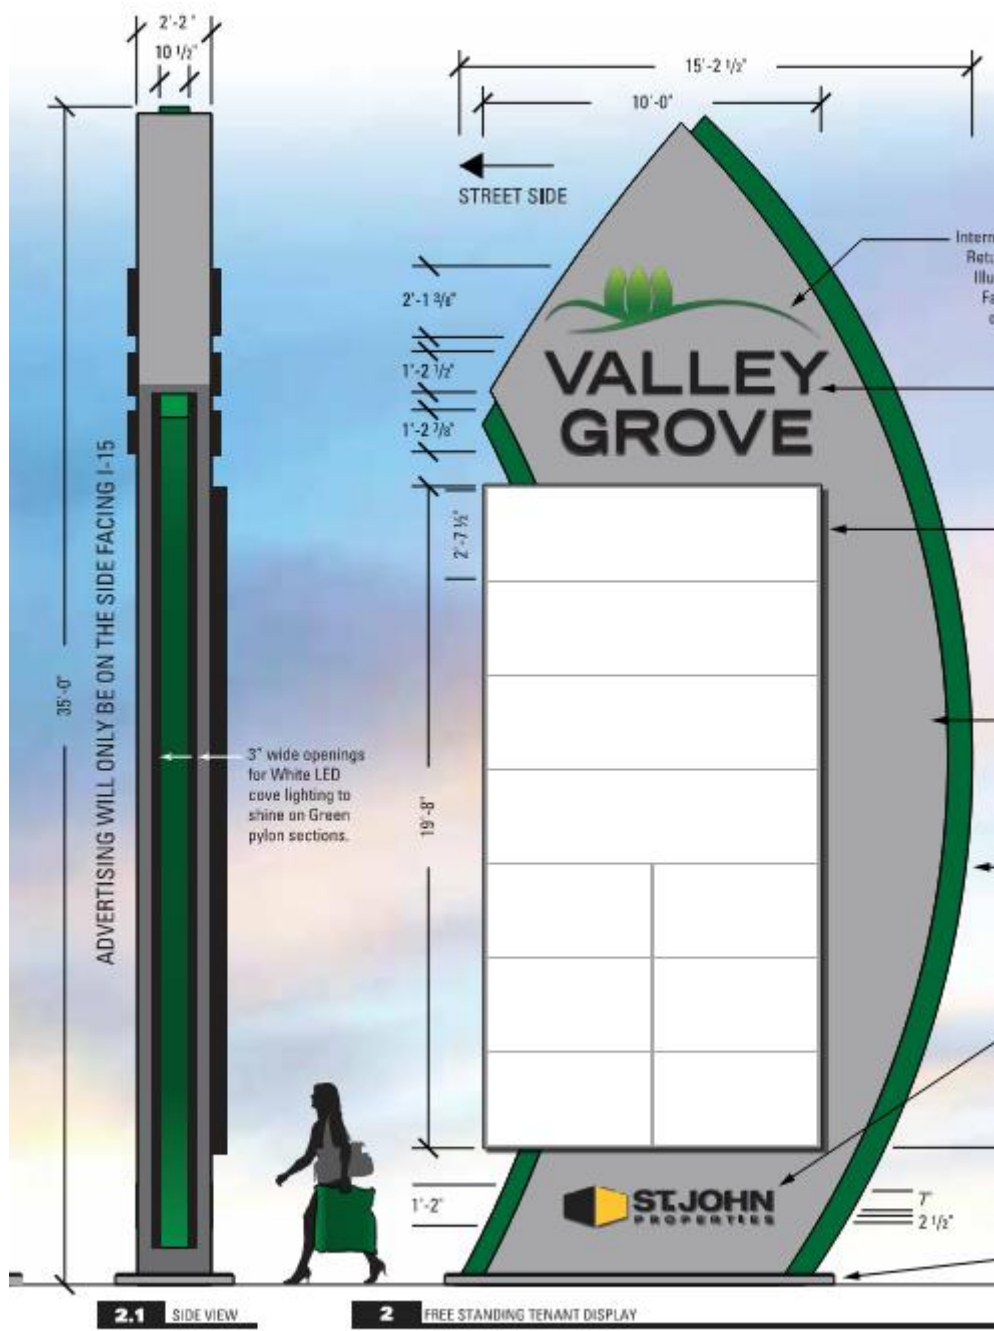 2'-2"
10 1/2"
15'-2 1/2"
10'-0"
STREET SIDE
2'-1 3/8"
1'-2 1/2"
1'-2 7/8"
VALLEY
GROVE
2'-7 1/2"
35'-0"
ADVERTISING WILL ONLY BE ON THE SIDE FACING I-15
3" wide openings
for White LED
cove lighting to
shine on Green
pylon sections.
19'-8"
1'-2"
ST.JOHN
PROPERTIES
7"
2 1/2"
2.1 SIDE VIEW
2 FREE STANDING TENANT DISPLAY